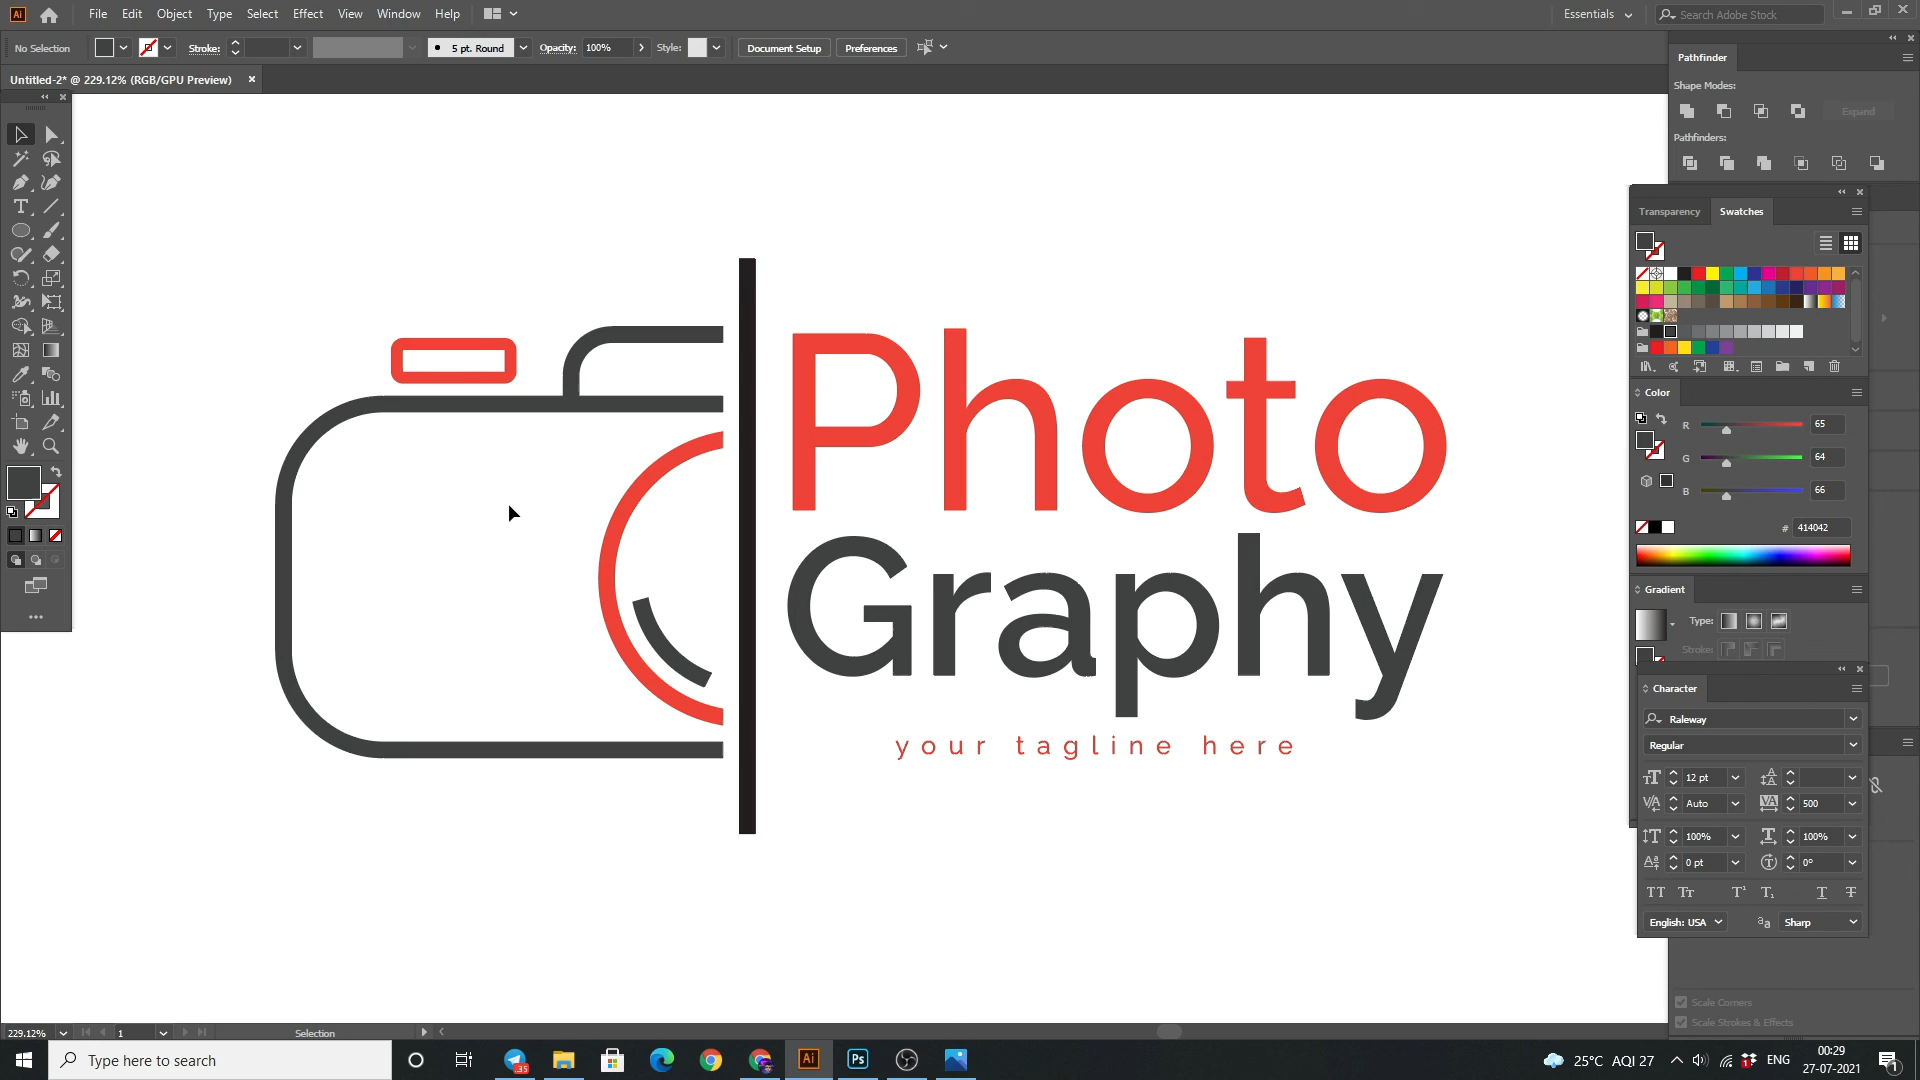 File Edit Object Type Select Effect View Window Help
Essentials
Search Adobe Stock
No Selection
Stroke:
5 pt. Round
Opacity: 100%
Style:
Document Setup
Preferences
Untitled-2* @ 229.12% (RGB/GPU Preview)
Pathfinder
Shape Modes:
Expand
Pathfinders:
Transparency
Swatches
Color
R 65
G 64
B 66
# 414042
Gradient
Type:
Stroke:
Character
Raleway
Regular
12 pt
Auto
500
100%
100%
0 pt
0°
English: USA
Sharp
Scale Corners
Scale Strokes & Effects
Photo
Graphy
your tagline here
229.12%
1
Selection
Type here to search
25°C AQI 27
ENG
00:29
27-07-2021